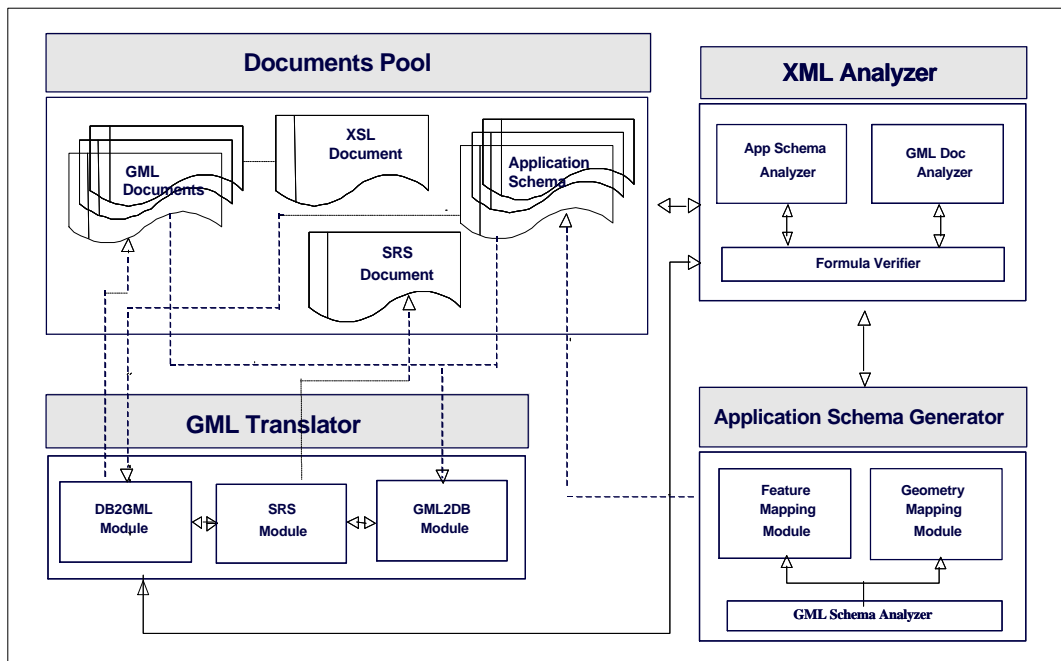 Documents Pool
XML Analyzer
GML
Documents
XSL
Document
Application
Schema
SRS
Document
App Schema
Analyzer
GML Doc
Analyzer
Formula Verifier
GML Translator
DB2GML
Module
SRS
Module
GML2DB
Module
Application Schema Generator
Feature
Mapping
Module
Geometry
Mapping
Module
GML Schema Analyzer